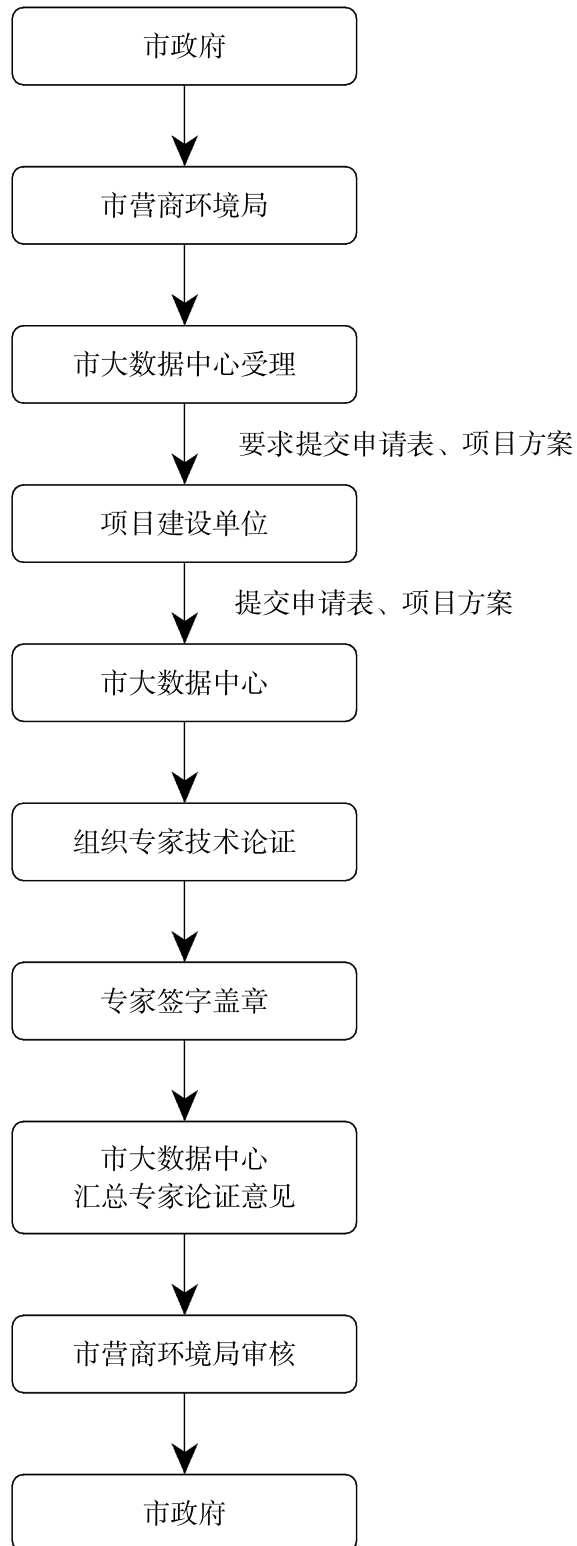 市政府
市营商环境局
市大数据中心受理
要求提交申请表、项目方案
项目建设单位
提交申请表、项目方案
市大数据中心
组织专家技术论证
专家签字盖章
市大数据中心
汇总专家论证意见
市营商环境局审核
市政府